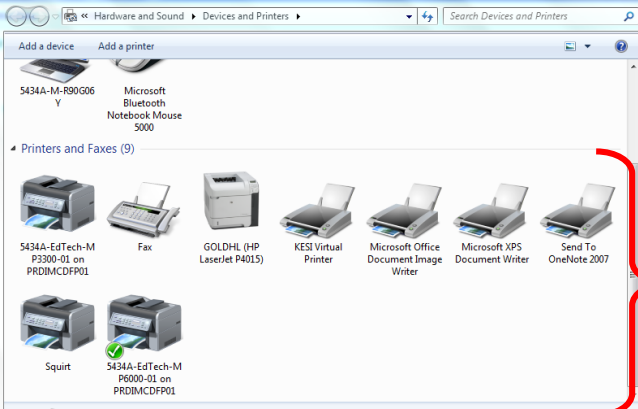 « Hardware and Sound ▸ Devices and Printers ▸
Search Devices and Printers
Add a device Add a printer
5434A-M-R90G06
Y
Microsoft
Bluetooth
Notebook Mouse
5000
Printers and Faxes (9)
5434A-EdTech-M
P3300-01 on
PRDIMCDFP01
Fax
GOLDHL (HP
LaserJet P4015)
KESI Virtual
Printer
Microsoft Office
Document Image
Writer
Microsoft XPS
Document Writer
Send To
OneNote 2007
Squirt
5434A-EdTech-M
P6000-01 on
PRDIMCDFP01